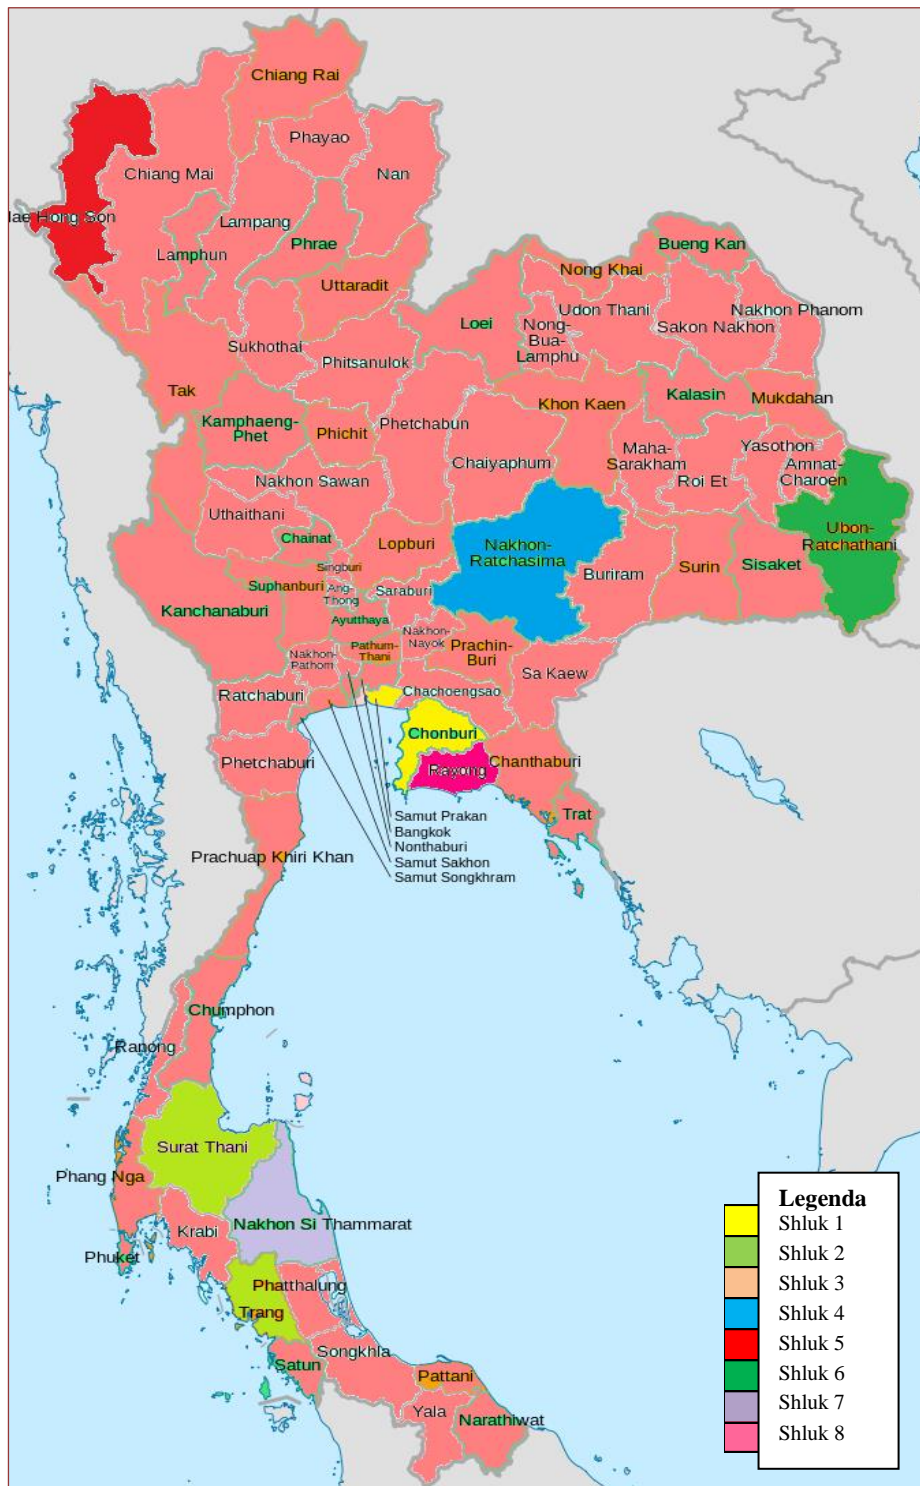 Chiang Rai
Phayao
Chiang Mai
Nan
lae Hong Son
Lampang
Phrae
Lamphun
Bueng Kan
Nong Khai
Uttaradit
Udon Thani
Nakhon Phanom
Loei
Nong-
Bua-
Lamphu
Sakon Nakhon
Sukhothai
Phitsanulok
Tak
Khon Kaen
Kalasin
Mukdahan
Kamphaeng-
Phet
Phichit
Phetchabun
Maha-
Sarakham
Yasothon
Chaiyaphum
Roi Et
Amnat-
Charoen
Nakhon Sawan
Uthaithani
Chainat
Lopburi
Nakhon-
Ratchasima
Ubon-
Ratchathani
Singburi
Suphanburi
Ang-
Thong
Saraburi
Buriram
Surin
Sisaket
Kanchanaburi
Ayutthaya
Nakhon-
Nayok
Pathum-
Thani
Prachin-
Buri
Nakhon-
Pathom
Sa Kaew
Ratchaburi
Chachoengsao
Chonburi
Phetchaburi
Rayong
Chanthaburi
Trat
Samut Prakan
Bangkok
Nonthaburi
Samut Sakhon
Samut Songkhram
Prachuap Khiri Khan
Chumphon
Ranong
Surat Thani
Phang Nga
Nakhon Si Thammarat
Krabi
Phuket
Phatthalung
Trang
Songkhla
Satun
Pattani
Yala
Narathiwat
Legenda
Shluk 1
Shluk 2
Shluk 3
Shluk 4
Shluk 5
Shluk 6
Shluk 7
Shluk 8